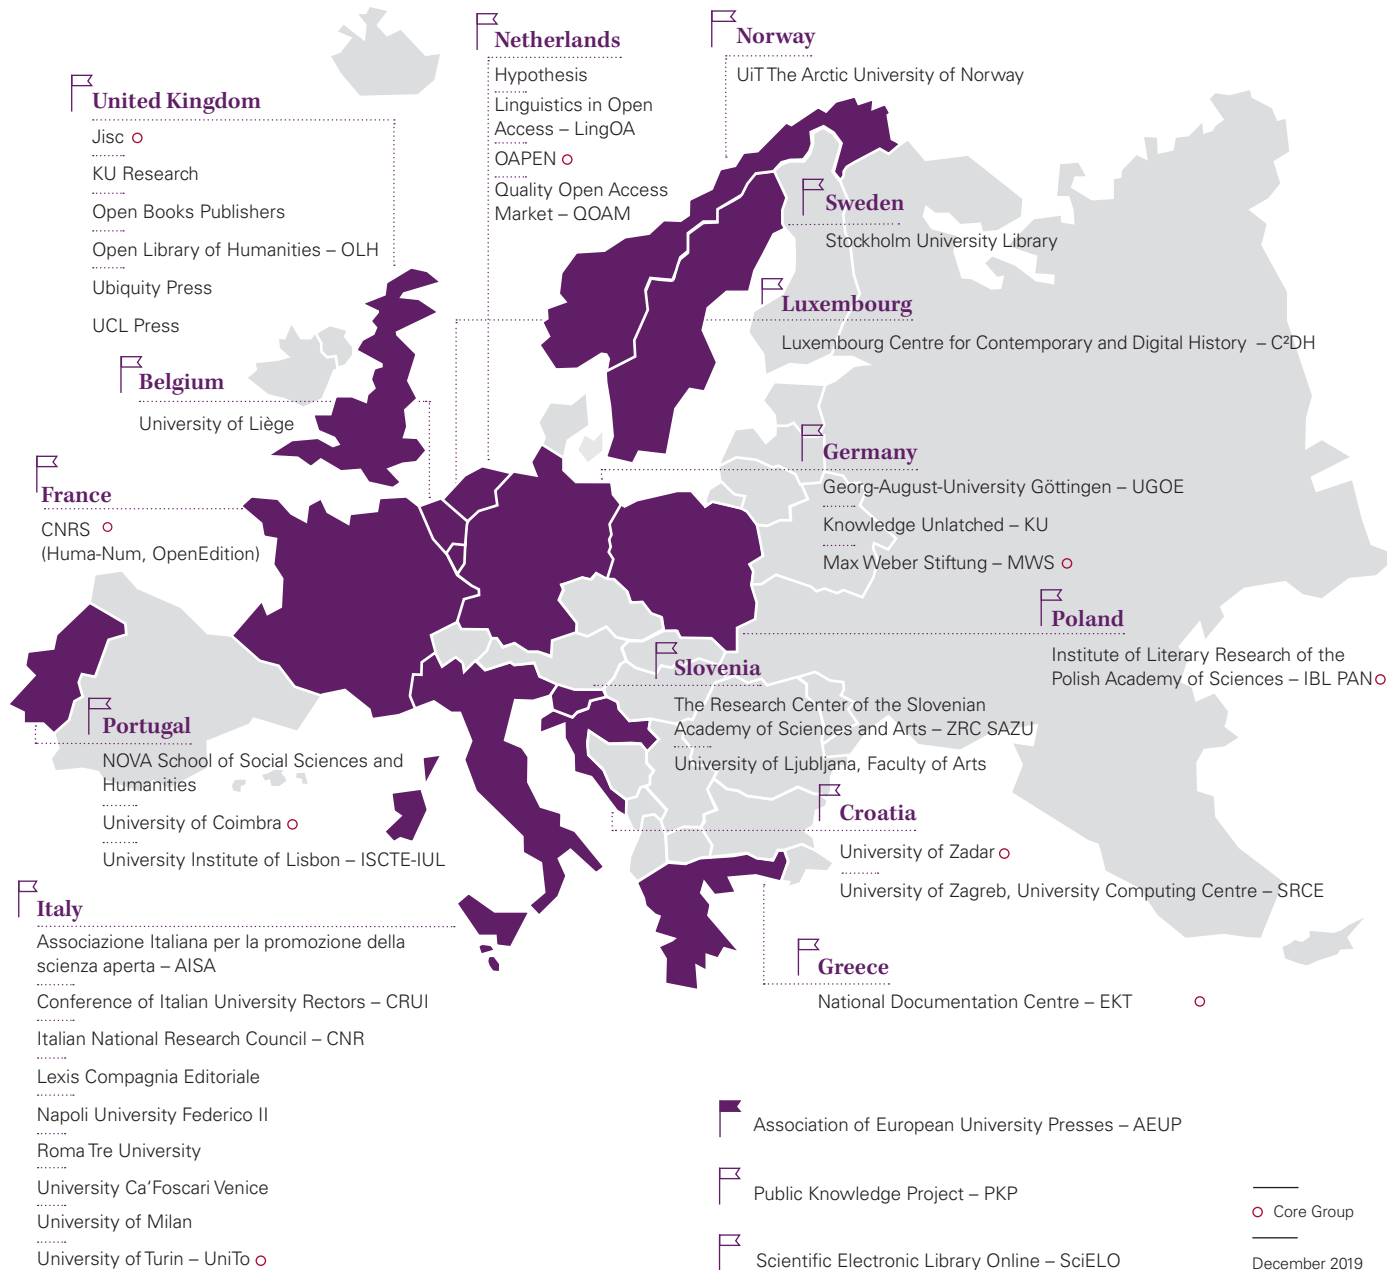 Netherlands
Hypothesis
Linguistics in Open
Access – LingOA
OAPEN
Quality Open Access
Market – QOAM
Norway
UiT The Arctic University of Norway
United Kingdom
Jisc
KU Research
Open Books Publishers
Open Library of Humanities – OLH
Ubiquity Press
UCL Press
Sweden
Stockholm University Library
Luxembourg
Luxembourg Centre for Contemporary and Digital History – C²DH
Belgium
University of Liège
Germany
Georg-August-University Göttingen – UGOE
Knowledge Unlatched – KU
Max Weber Stiftung – MWS
France
CNRS
(Huma-Num, OpenEdition)
Poland
Institute of Literary Research of the
Polish Academy of Sciences – IBL PAN
Slovenia
The Research Center of the Slovenian
Academy of Sciences and Arts – ZRC SAZU
University of Ljubljana, Faculty of Arts
Portugal
NOVA School of Social Sciences and
Humanities
University of Coimbra
University Institute of Lisbon – ISCTE-IUL
Croatia
University of Zadar
University of Zagreb, University Computing Centre – SRCE
Italy
Associazione Italiana per la promozione della
scienza aperta – AISA
Conference of Italian University Rectors – CRUI
Italian National Research Council – CNR
Lexis Compagnia Editoriale
Napoli University Federico II
Roma Tre University
University Ca‘Foscari Venice
University of Milan
University of Turin – UniTo
Greece
National Documentation Centre – EKT
Association of European University Presses – AEUP
Public Knowledge Project – PKP
Scientific Electronic Library Online – SciELO
Core Group
December 2019